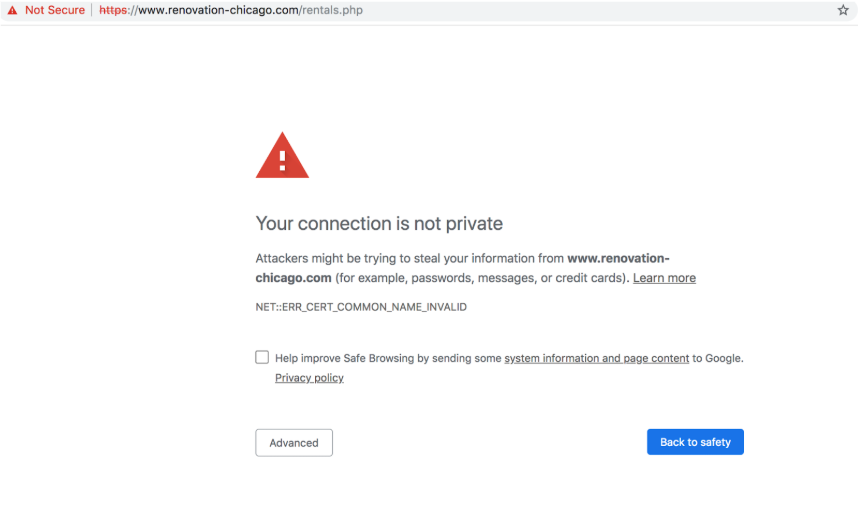 Not Secure | https://www.renovation-chicago.com/rentals.php
Your connection is not private
Attackers might be trying to steal your information from www.renovation-
chicago.com (for example, passwords, messages, or credit cards). Learn more
NET::ERR_CERT_COMMON_NAME_INVALID
Help improve Safe Browsing by sending some system information and page content to Google.
Privacy policy
Advanced
Back to safety